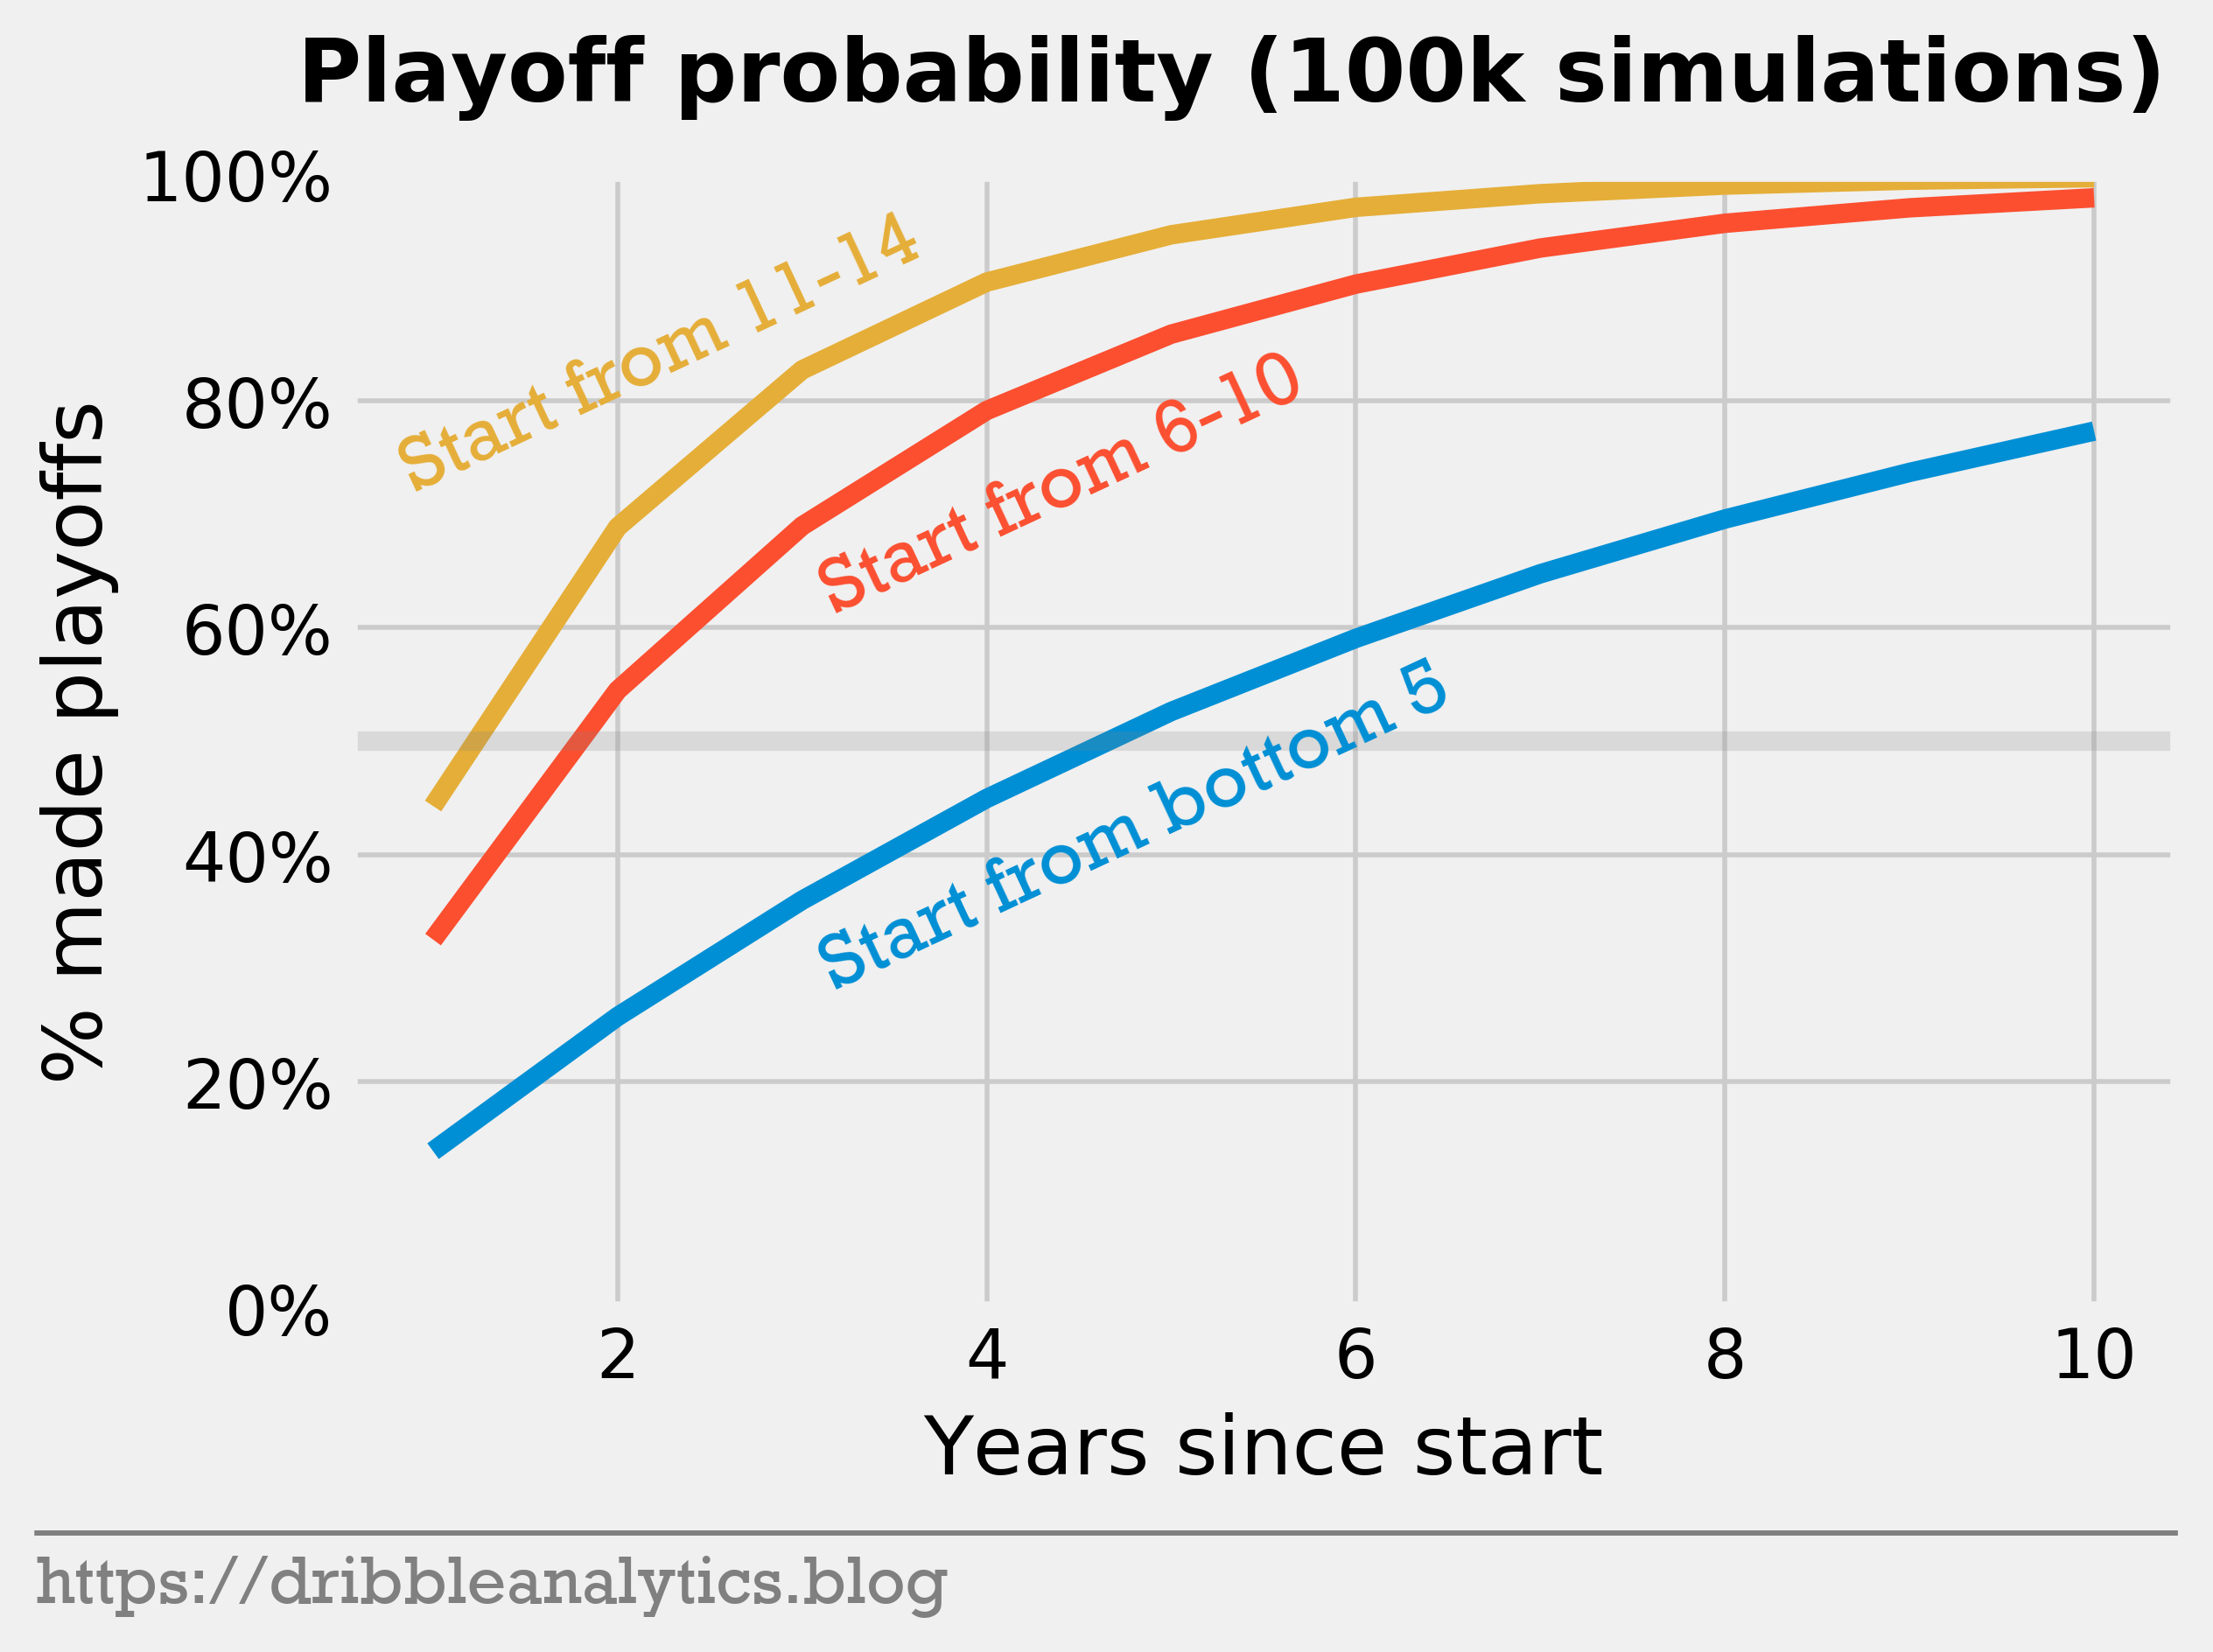 Playoff probability (100k simulations)
100%
80%
60%
40%
20%
0%
% made playoffs
Start from 11-14
Start from 6-10
Start from bottom 5
2 4 6 8 10
Years since start
https://dribbleanalytics.blog